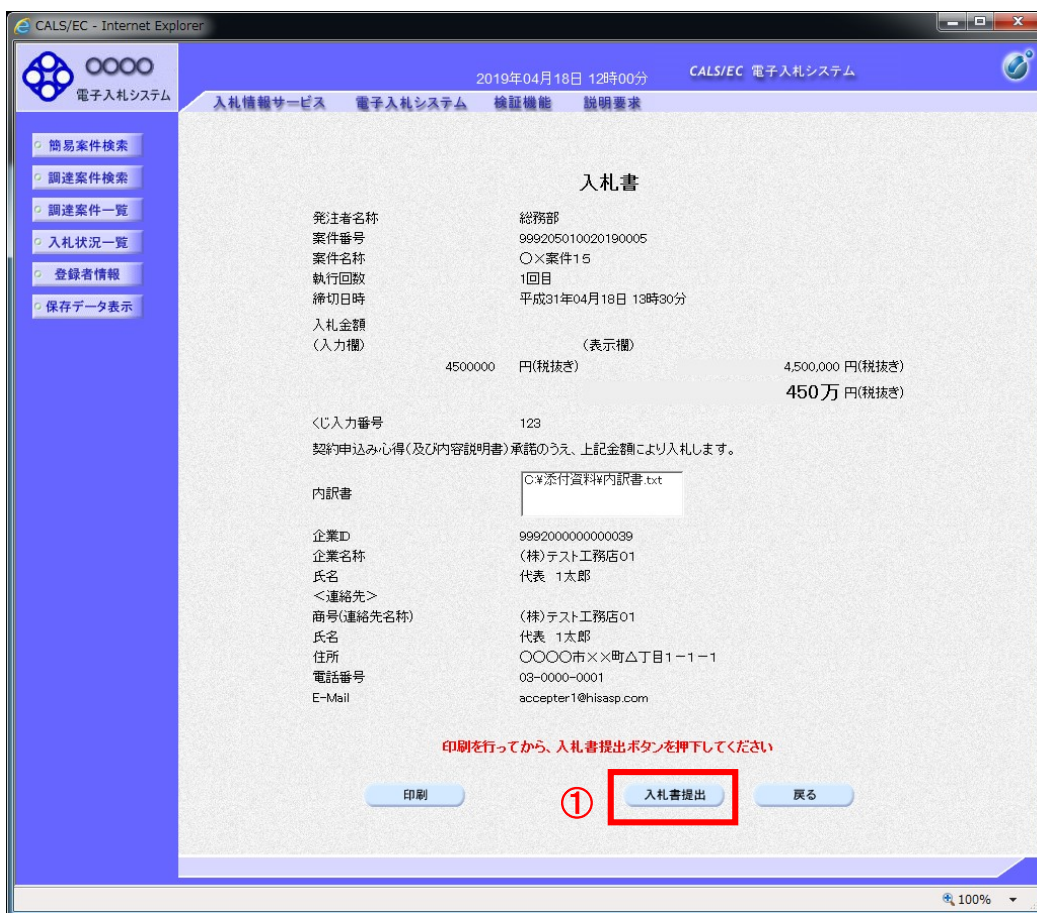 CALS/EC - Internet Explorer
〇〇〇〇
電子入札システム
2019年04月18日 12時00分
CALS/EC 電子入札システム
入札情報サービス 電子入札システム 検証機能 説明要求
簡易案件検索
調達案件検索
調達案件一覧
入札状況一覧
登録者情報
保存データ表示
入札書
発注者名称 総務部
案件番号 999205010020190005
案件名称 〇×案件15
執行回数 1回目
締切日時 平成31年04月18日 13時30分
入札金額
(入力欄) (表示欄)
4500000 円(税抜き) 4,500,000 円(税抜き)
450万 円(税抜き)
くじ入力番号 123
契約申込み心得(及び内容説明書)承諾のうえ、上記金額により入札します。
内訳書 C:¥添付資料¥内訳書.txt
企業ID 9992000000000039
企業名称 (株)テスト工務店01
氏名 代表 1太郎
<連絡先>
商号(連絡先名称) (株)テスト工務店01
氏名 代表 1太郎
住所 〇〇〇〇市××町△丁目1-1-1
電話番号 03-0000-0001
E-Mail accepter1@hisasp.com
印刷を行ってから、入札書提出ボタンを押下してください
印刷 ① 入札書提出 戻る
100%